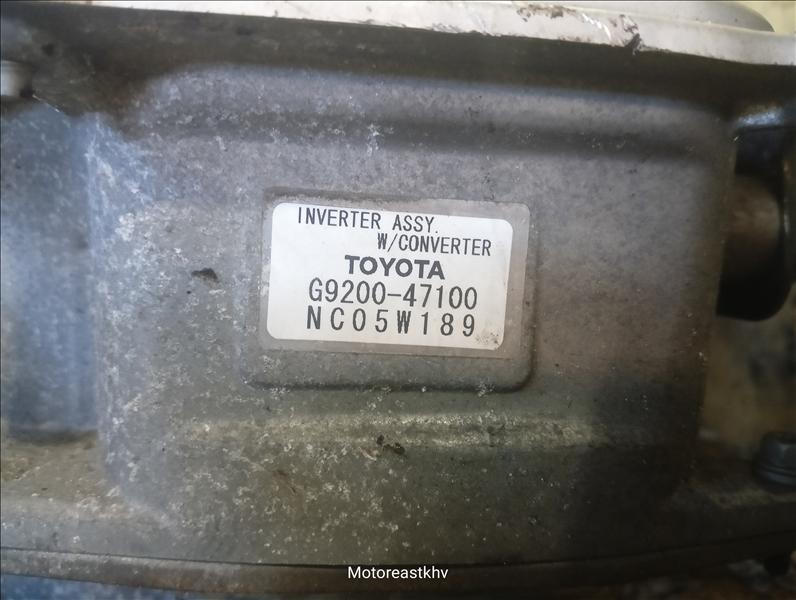 INVERTER ASSY.
W/CONVERTER
TOYOTA
G9200-47100
NC05W189
Motoreastkhv